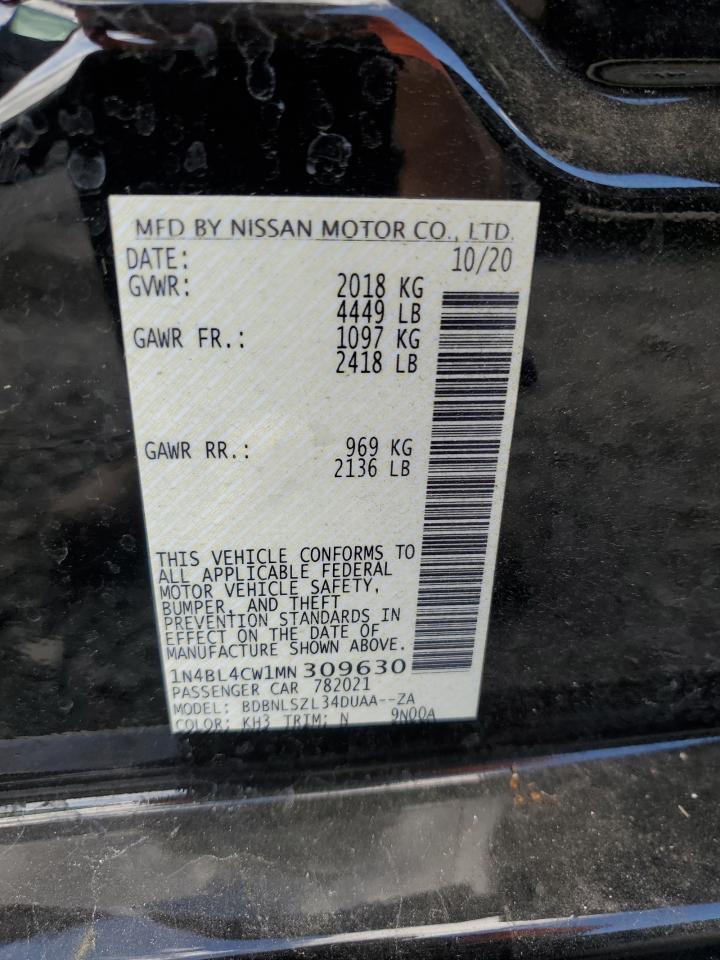 MFD BY NISSAN MOTOR CO., LTD.
DATE: 10/20
GVWR: 2018 KG
4449 LB
GAWR FR.: 1097 KG
2418 LB
GAWR RR.: 969 KG
2136 LB
THIS VEHICLE CONFORMS TO
ALL APPLICABLE FEDERAL
MOTOR VEHICLE SAFETY,
BUMPER, AND THEFT
PREVENTION STANDARDS IN
EFFECT ON THE DATE OF
MANUFACTURE SHOWN ABOVE.
1N4BL4CW1MN 309630
PASSENGER CAR 782021
MODEL: BDBNLSZL34DUAA--ZA
COLOR: KH3 TRIM: N 9N00A